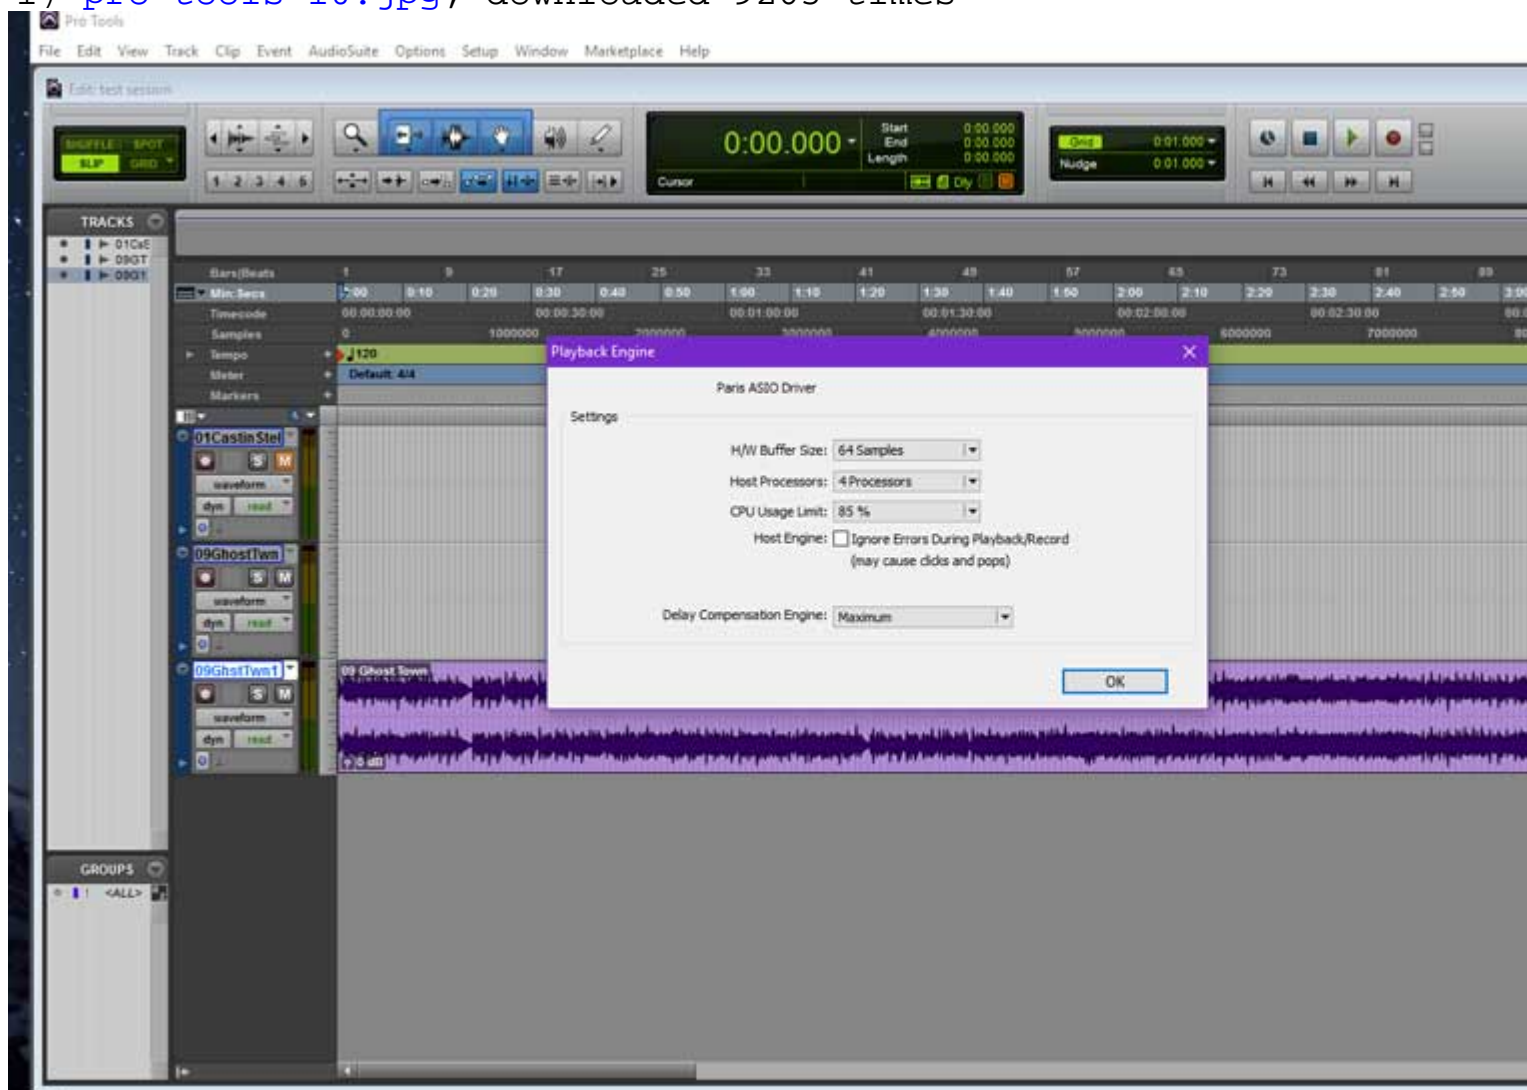 1) pro tools 10.jpg, downloaded 9203 times
Pro Tools
File Edit View Track Clip Event AudioSuite Options Setup Window Marketplace Help
Edit: test session
SHUFFLE SPOT
SLIP GRID
1 2 3 4 5
0:00.000
Start 0:00.000
End 0:00.000
Length 0:00.000
Cursor
Dly
Grid 0:01.000
Nudge 0:01.000
TRACKS
09GT
Bars|Beats 1 9 17 25 33 41 49 57 65 73 81 89
Min:Secs 0:00 0:10 0:20 0:30 0:40 0:50 1:00 1:10 1:20 1:30 1:40 1:50 2:00 2:10 2:20 2:30 2:40 2:50 3:00
Timecode 00:00:00:00 00:00:30:00 00:01:00:00 00:01:30:00 00:02:00:00 00:02:30:00
Samples 0 1000000 2000000 3000000 4000000 5000000 6000000 7000000
Tempo 120
Meter Default: 4/4
Markers
Playback Engine
Paris ASIO Driver
Settings
H/W Buffer Size: 64 Samples
Host Processors: 4 Processors
CPU Usage Limit: 85 %
Host Engine: Ignore Errors During Playback/Record
(may cause clicks and pops)
Delay Compensation Engine: Maximum
OK
01CastinStel
S M
waveform
dyn read
09GhostTwn
S M
waveform
dyn read
09GhstTwn1
S M
waveform
dyn read
09 Ghost Town
0 dB
GROUPS
! <ALL>